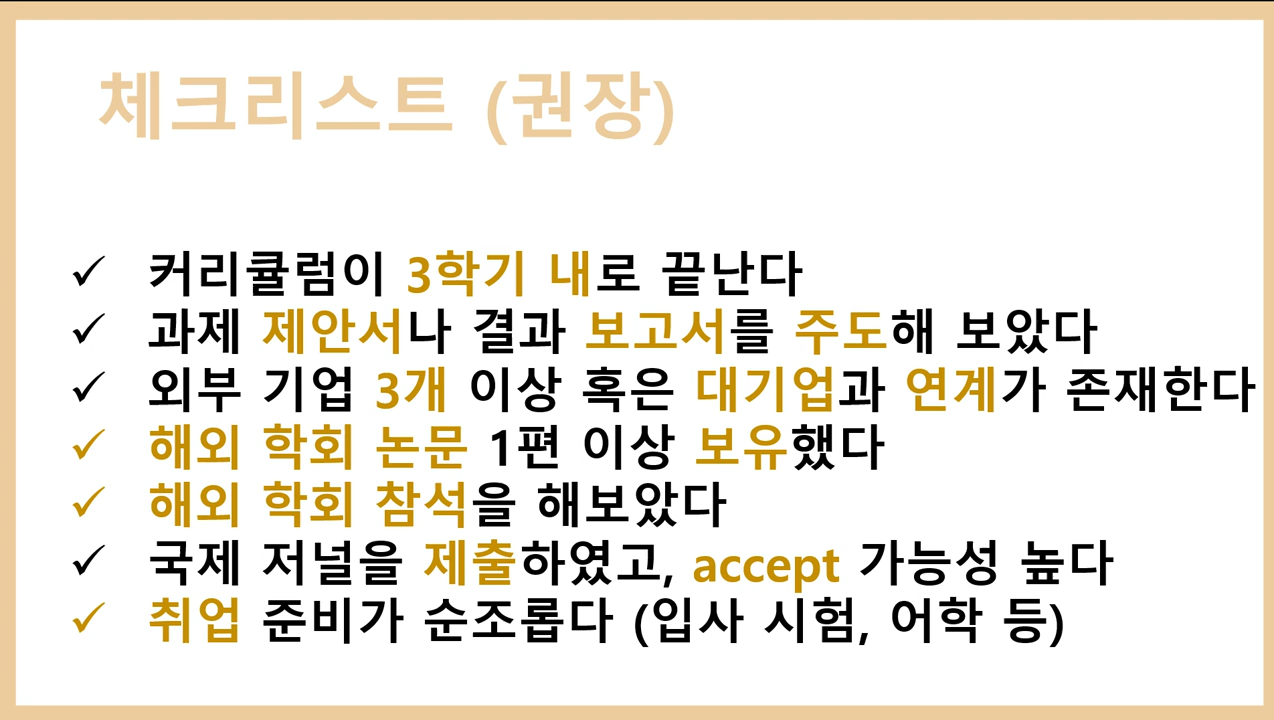 체크리스트 (권장)
✓ 커리큘럼이 3학기 내로 끝난다
✓ 과제 제안서나 결과 보고서를 주도해 보았다
✓ 외부 기업 3개 이상 혹은 대기업과 연계가 존재한다
✓ 해외 학회 논문 1편 이상 보유했다
✓ 해외 학회 참석을 해보았다
✓ 국제 저널을 제출하였고, accept 가능성 높다
✓ 취업 준비가 순조롭다 (입사 시험, 어학 등)